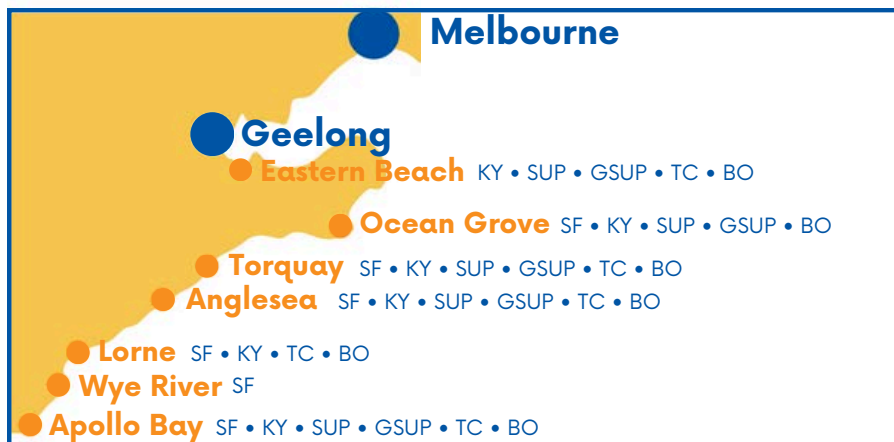 Melbourne
Geelong
Eastern Beach KY • SUP • GSUP • TC • BO
Ocean Grove SF • KY • SUP • GSUP • BO
Torquay SF • KY • SUP • GSUP • TC • BO
Anglesea SF • KY • SUP • GSUP • TC • BO
Lorne SF • KY • TC • BO
Wye River SF
Apollo Bay SF • KY • SUP • GSUP • TC • BO